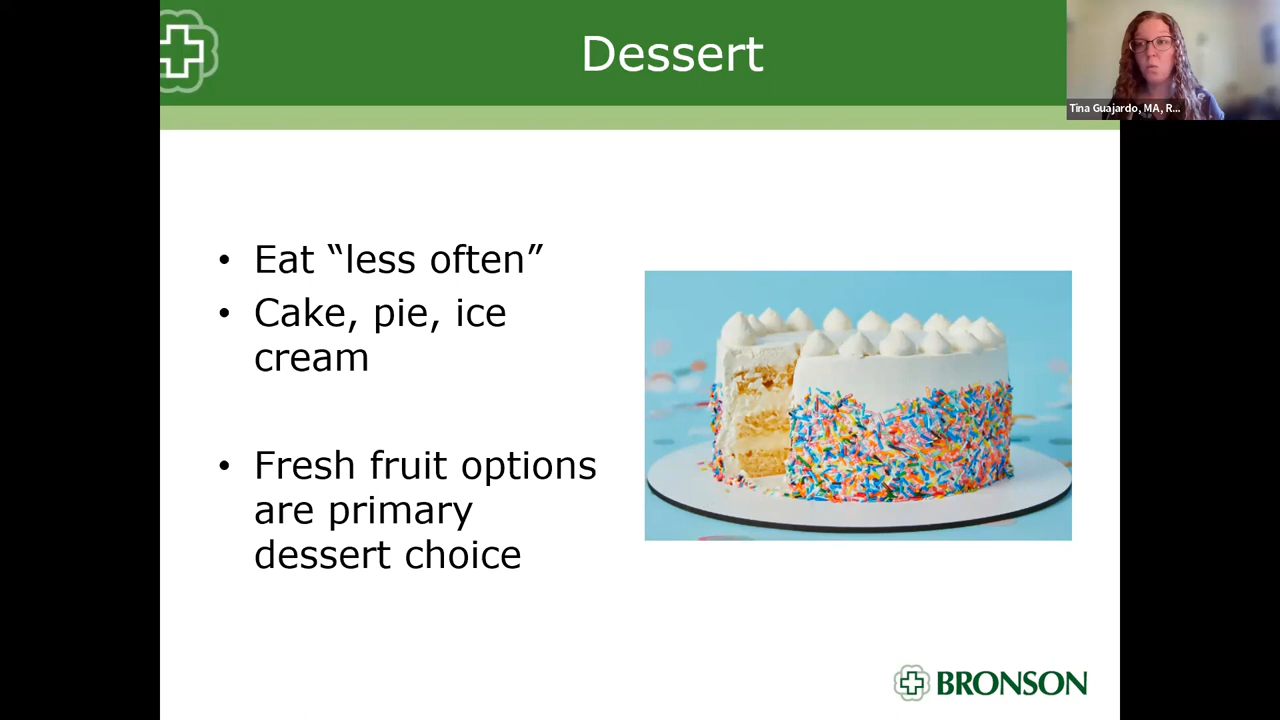 Dessert
Tina Guajardo, MA, R...
• Eat “less often”
• Cake, pie, ice
cream
• Fresh fruit options
are primary
dessert choice
BRONSON